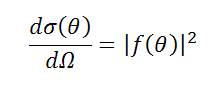 dσ(θ)/dΩ = |f(θ)|²